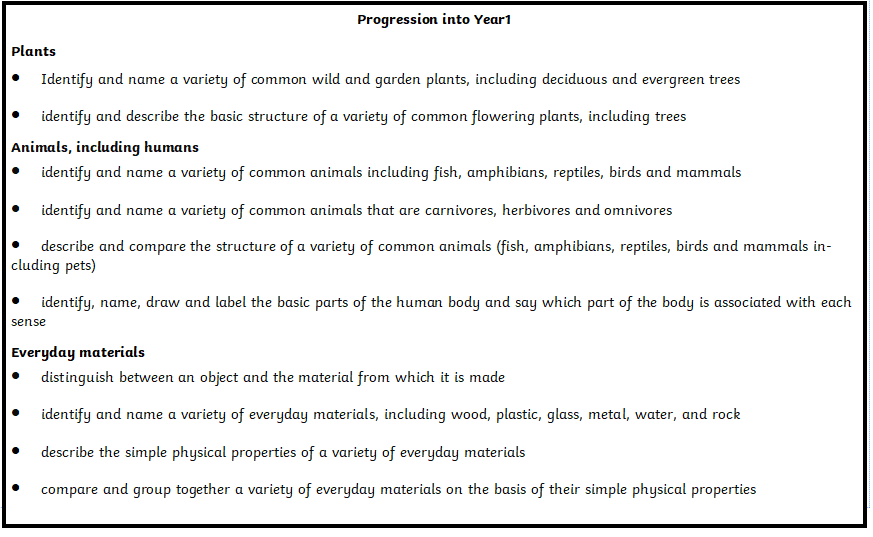 Progression into Year1
Plants
● Identify and name a variety of common wild and garden plants, including deciduous and evergreen trees
● identify and describe the basic structure of a variety of common flowering plants, including trees
Animals, including humans
● identify and name a variety of common animals including fish, amphibians, reptiles, birds and mammals
● identify and name a variety of common animals that are carnivores, herbivores and omnivores
● describe and compare the structure of a variety of common animals (fish, amphibians, reptiles, birds and mammals in-
cluding pets)
● identify, name, draw and label the basic parts of the human body and say which part of the body is associated with each
sense
Everyday materials
● distinguish between an object and the material from which it is made
● identify and name a variety of everyday materials, including wood, plastic, glass, metal, water, and rock
● describe the simple physical properties of a variety of everyday materials
● compare and group together a variety of everyday materials on the basis of their simple physical properties